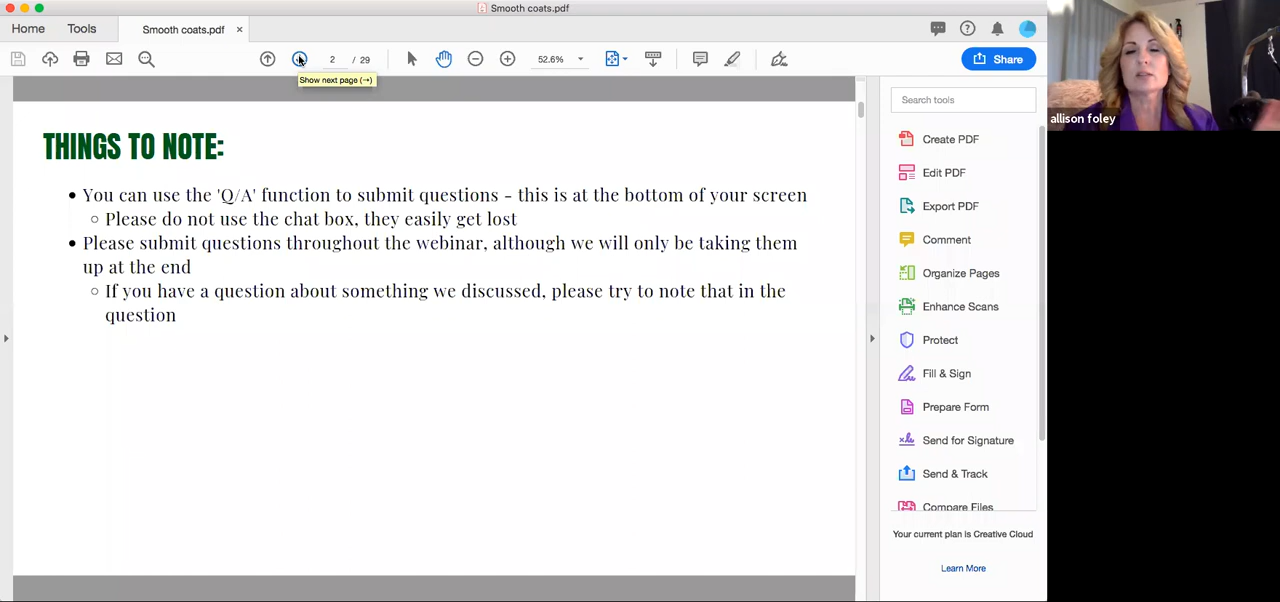 Smooth coats.pdf
Home
Tools
Smooth coats.pdf ×
2 / 29
52.6%
Share
Show next page (→)
Search tools
allison foley
THINGS TO NOTE:
• You can use the 'Q/A' function to submit questions - this is at the bottom of your screen
○ Please do not use the chat box, they easily get lost
• Please submit questions throughout the webinar, although we will only be taking them
up at the end
○ If you have a question about something we discussed, please try to note that in the
question
Create PDF
Edit PDF
Export PDF
Comment
Organize Pages
Enhance Scans
Protect
Fill & Sign
Prepare Form
Send for Signature
Send & Track
Compare Files
Your current plan is Creative Cloud
Learn More